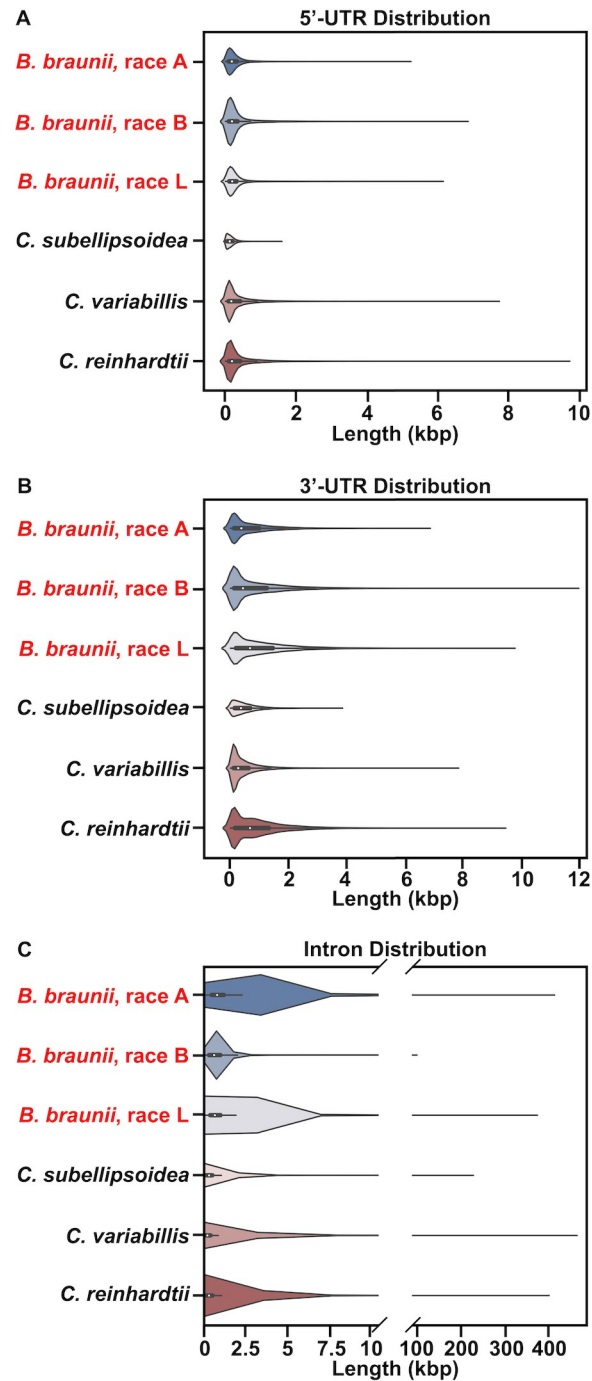 A 5’-UTR Distribution
B. braunii, race A
B. braunii, race B
B. braunii, race L
C. subellipsoidea
C. variabillis
C. reinhardtii
0 2 4 6 8 10
Length (kbp)
B 3’-UTR Distribution
B. braunii, race A
B. braunii, race B
B. braunii, race L
C. subellipsoidea
C. variabillis
C. reinhardtii
0 2 4 6 8 10 12
Length (kbp)
C Intron Distribution
B. braunii, race A
B. braunii, race B
B. braunii, race L
C. subellipsoidea
C. variabillis
C. reinhardtii
0 2.5 5 7.5 10 100 200 300 400
Length (kbp)